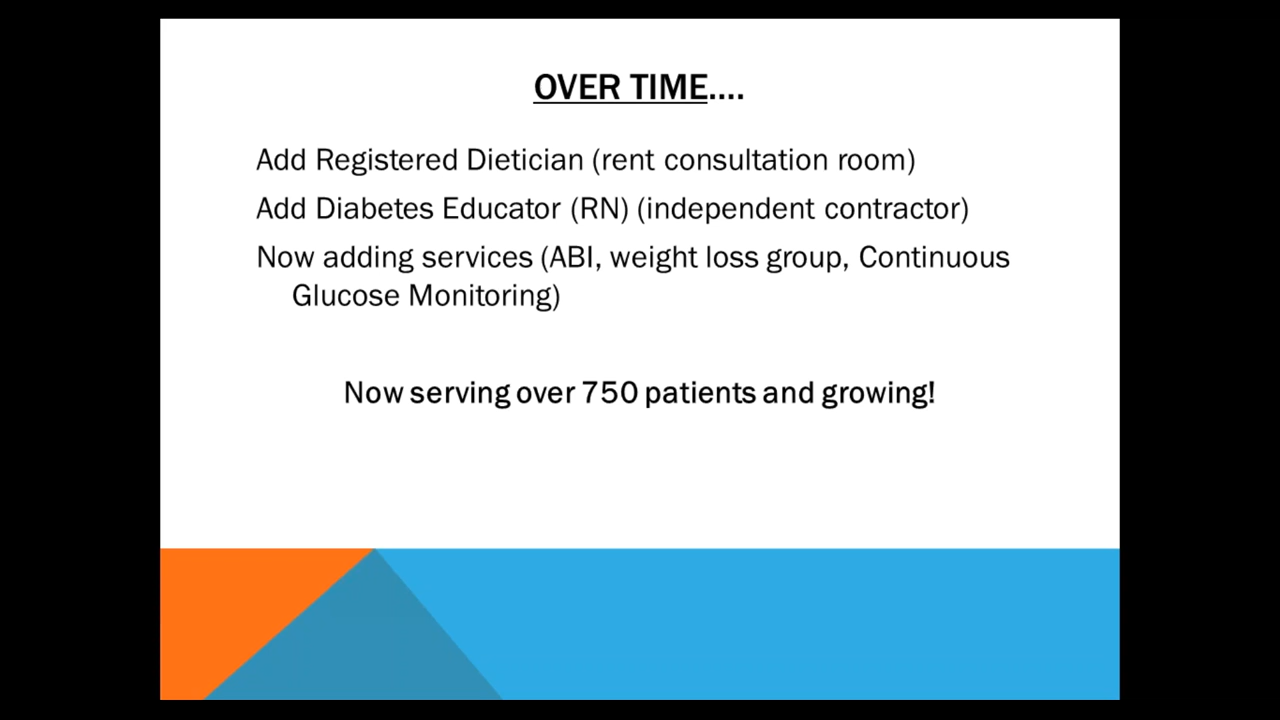 OVER TIME....
Add Registered Dietician (rent consultation room)
Add Diabetes Educator (RN) (independent contractor)
Now adding services (ABI, weight loss group, Continuous
Glucose Monitoring)
Now serving over 750 patients and growing!